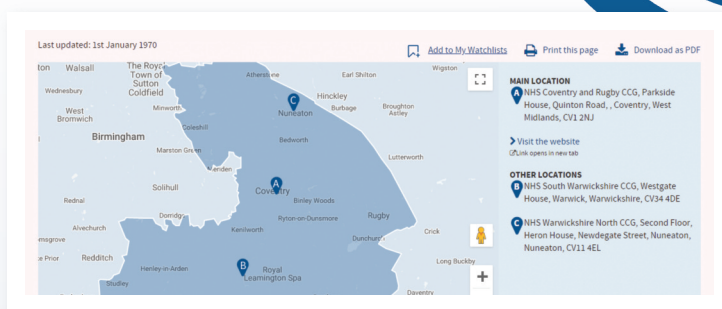 Last updated: 1st January 1970
Add to My Watchlists
Print this page
Download as PDF
ton
Walsall
The Royal
Town of
Sutton
Coldfield
Wednesbury
West
Bromwich
Minworth
Birmingham
Coleshill
Marston Green
Meriden
Solihull
Rednal
Dorridge
Alvechurch
omsgrove
e Prior
Redditch
Henley-in-Arden
Studley
Atherstone
Earl Shilton
Wigston
Hinckley
C
Nuneaton
Burbage
Broughton
Astley
Bedworth
Lutterworth
A
Coventry
Binley Woods
Ryton-on-Dunsmore
Rugby
Kenilworth
Dunchurch
Crick
B
Royal
Leamington Spa
Long Buckby
Daventry
MAIN LOCATION
A NHS Coventry and Rugby CCG, Parkside
House, Quinton Road, , Coventry, West
Midlands, CV1 2NJ
Visit the website
Link opens in new tab
OTHER LOCATIONS
B NHS South Warwickshire CCG, Westgate
House, Warwick, Warwickshire, CV34 4DE
C NHS Warwickshire North CCG, Second Floor,
Heron House, Newdegate Street, Nuneaton,
Nuneaton, CV11 4EL